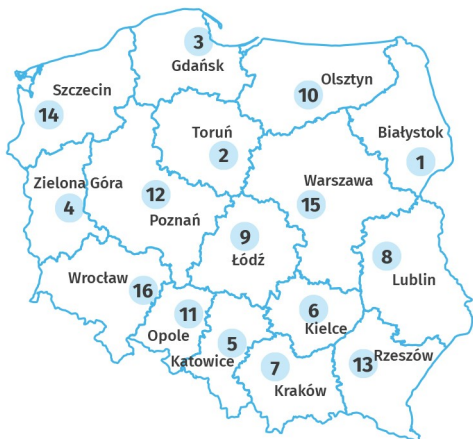 3
Gdańsk
Olsztyn
10
Szczecin
14
Toruń
2
Białystok
1
Zielona Góra
4
12
Poznań
Warszawa
15
9
Łódź
8
Lublin
Wrocław
16
11
Opole
6
Kielce
5
Katowice
7
Kraków
Rzeszów
13